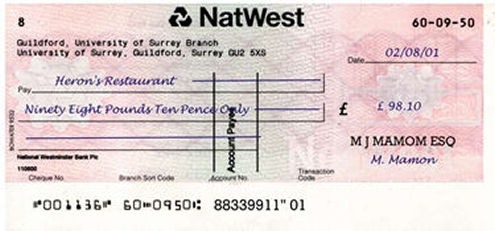 8 NatWest 60-09-50
Guildford, University of Surrey Branch
University of Surrey, Guildford, Surrey GU2 5XS
Date 02/08/01
Pay Heron's Restaurant
Ninety Eight Pounds Ten Pence Only £ £ 98.10
Account Payee
M J MAMOM ESQ
M. Mamon
National Westminster Bank Plc
110600
Cheque No. Branch Sort Code Account No. Transaction Code
"001136" 60-0950: 88339911" 01